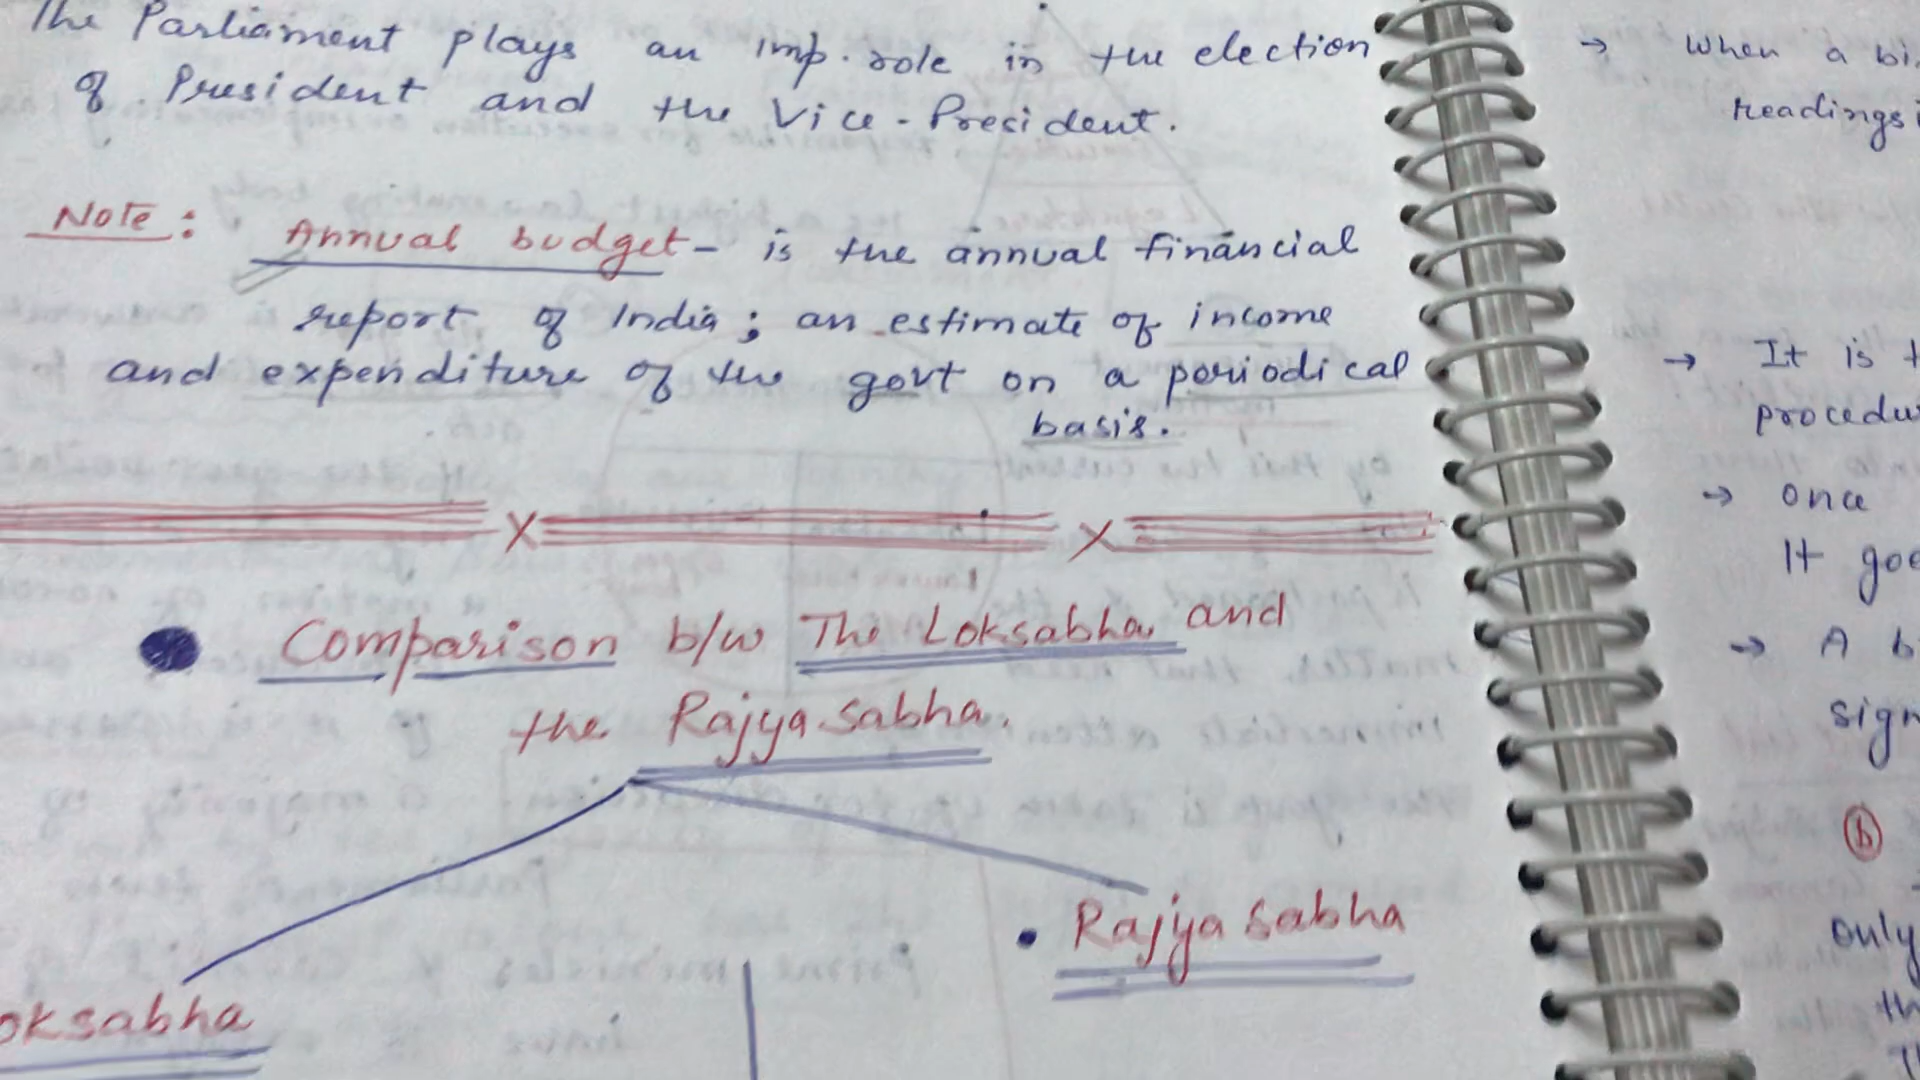 The Parliament plays an imp. role in the election
of President and the Vice-President.
Note: Annual budget- is the annual financial
report of India; an estimate of income
and expenditure of the govt on a periodical
basis.
x x
Comparison b/w The Loksabha and
the Rajya sabha.
• Rajya sabha
oksabha
→ When a bi
readings
→ It is t
procedu
→ once
It goe
→ A b
sign
(b)
only
th